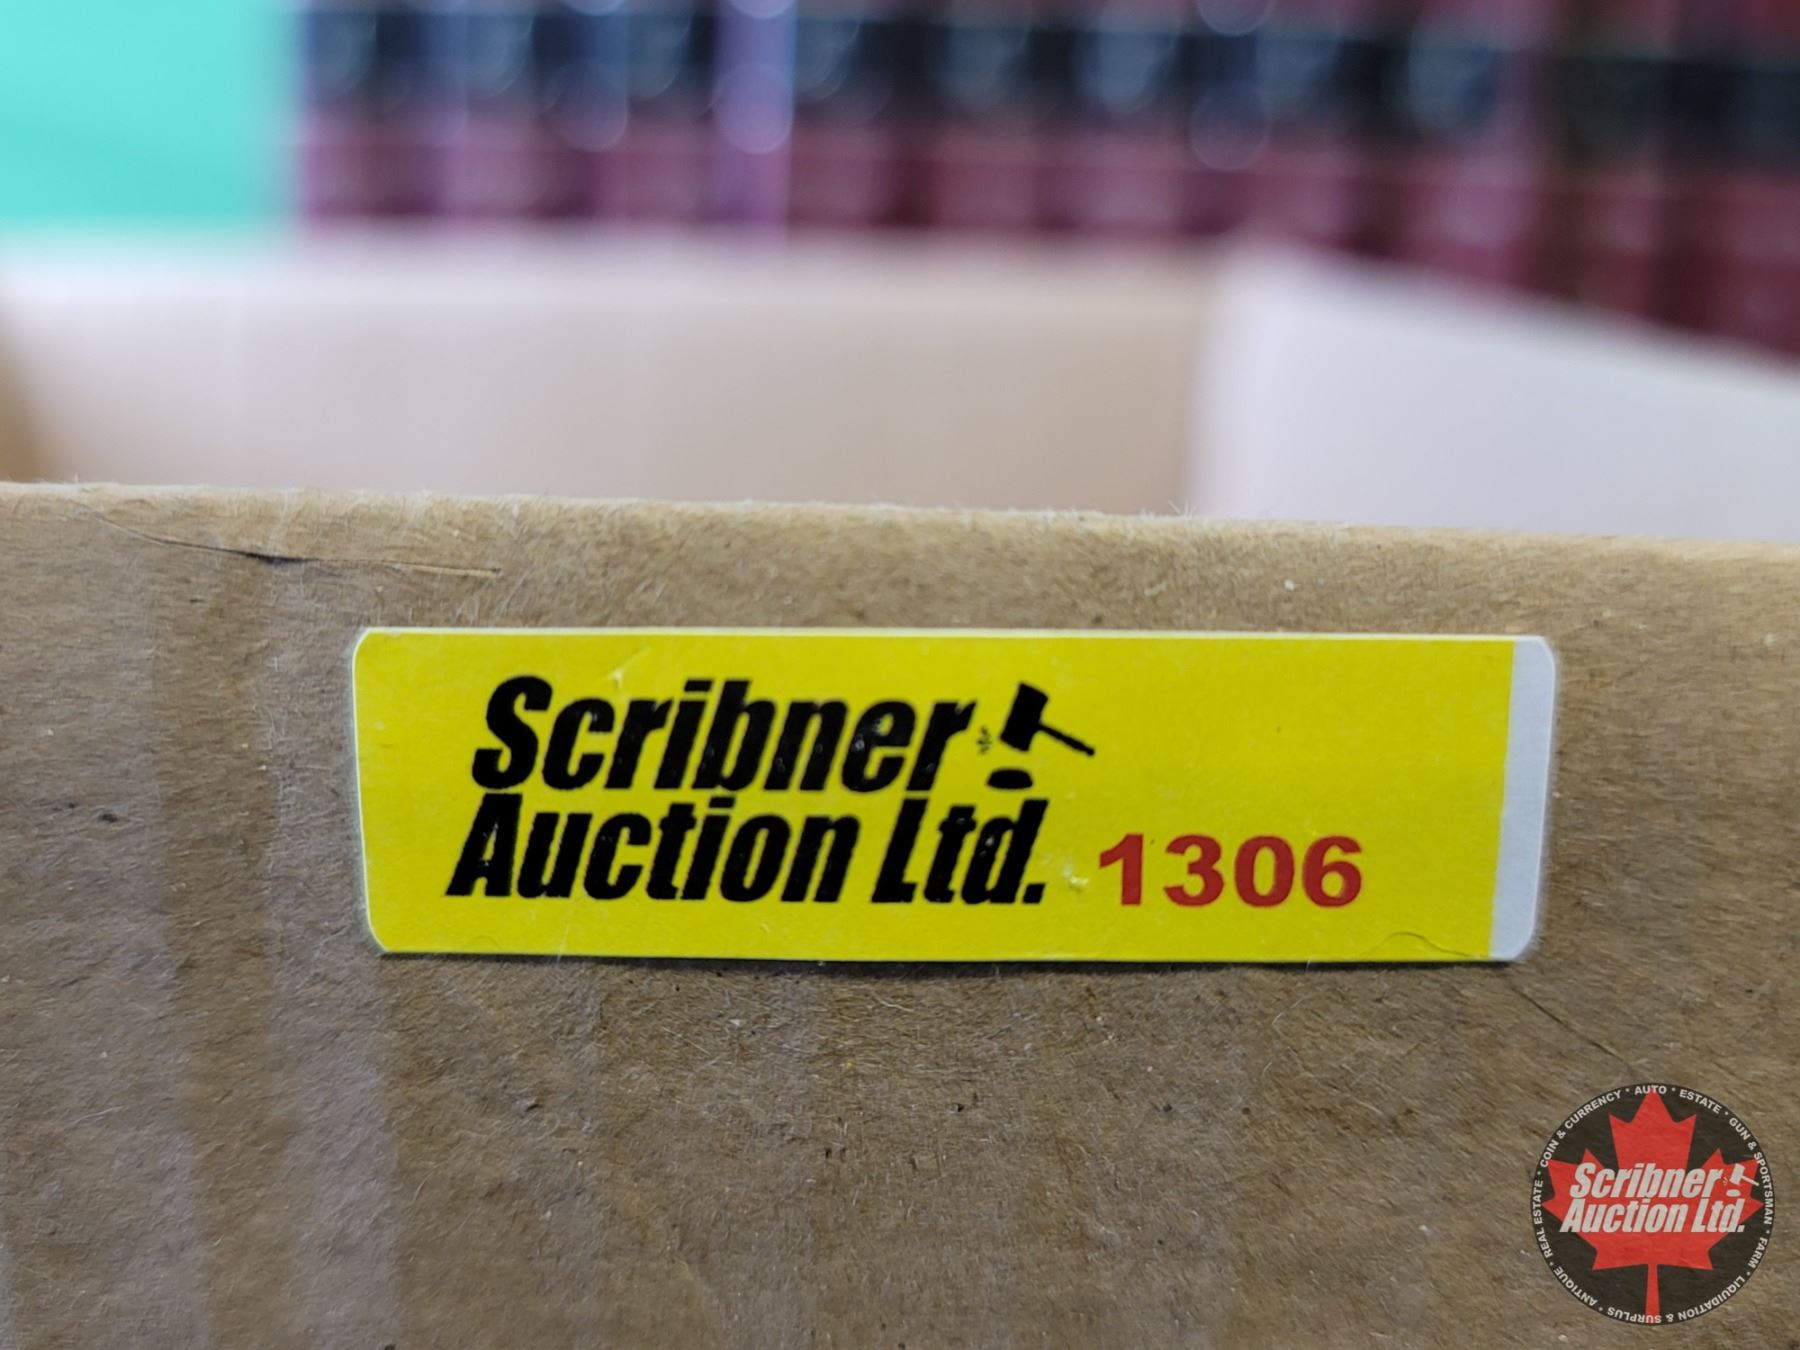 Scribner
Auction Ltd. 1306
COIN & CURRENCY · AUTO · ESTATE · GUN & SPORTSMAN · FARM · LIQUIDATION & SURPLUS · ANTIQUE · REAL ESTATE ·
Scribner
Auction Ltd.